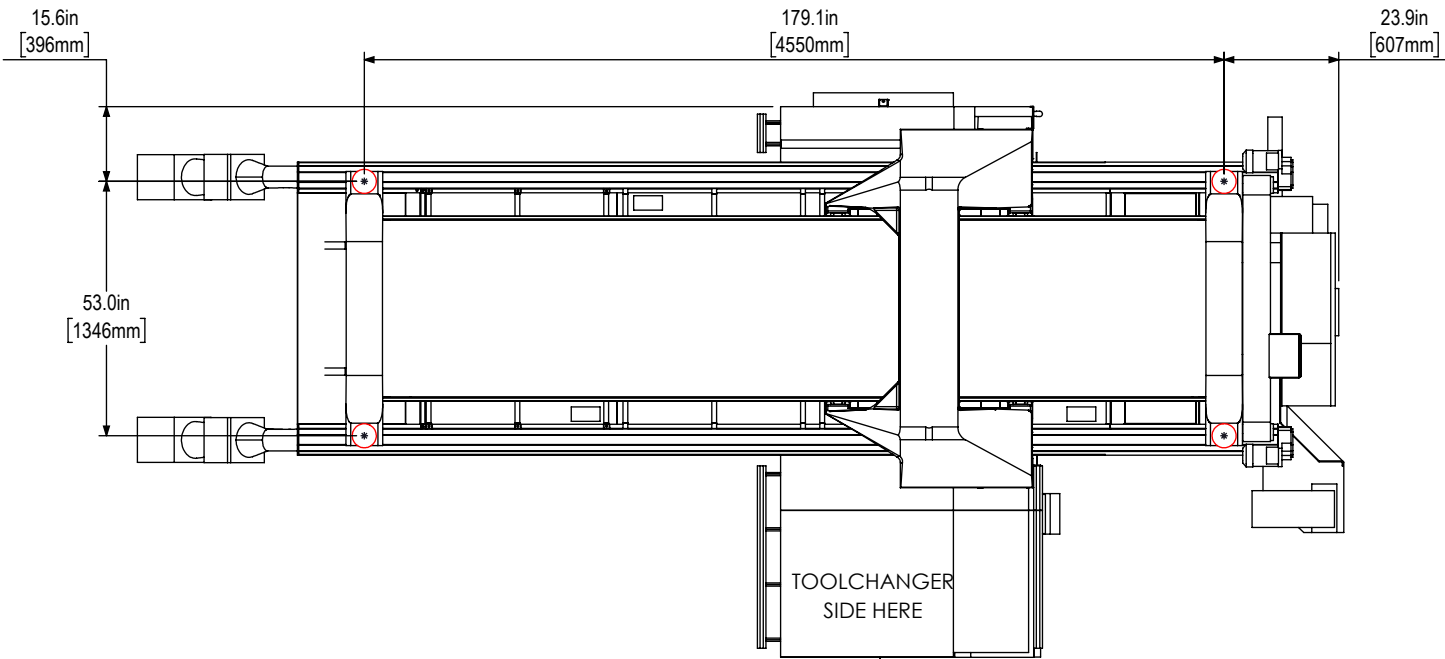 15.6in
[396mm]
179.1in
[4550mm]
23.9in
[607mm]
53.0in
[1346mm]
TOOLCHANGER
SIDE HERE